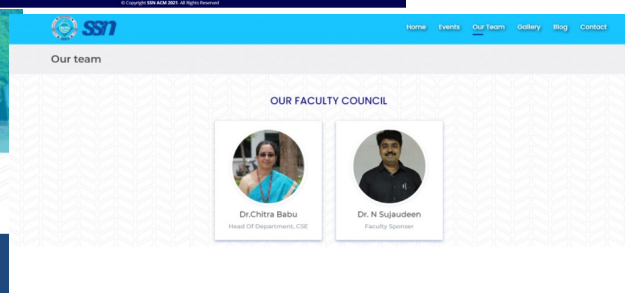 © Copyright SSN ACM 2021. All Rights Reserved
SSN
Home Events Our Team Gallery Blog Contact
Our team
OUR FACULTY COUNCIL
Dr.Chitra Babu
Head Of Department, CSE
Dr. N Sujaudeen
Faculty Sponser